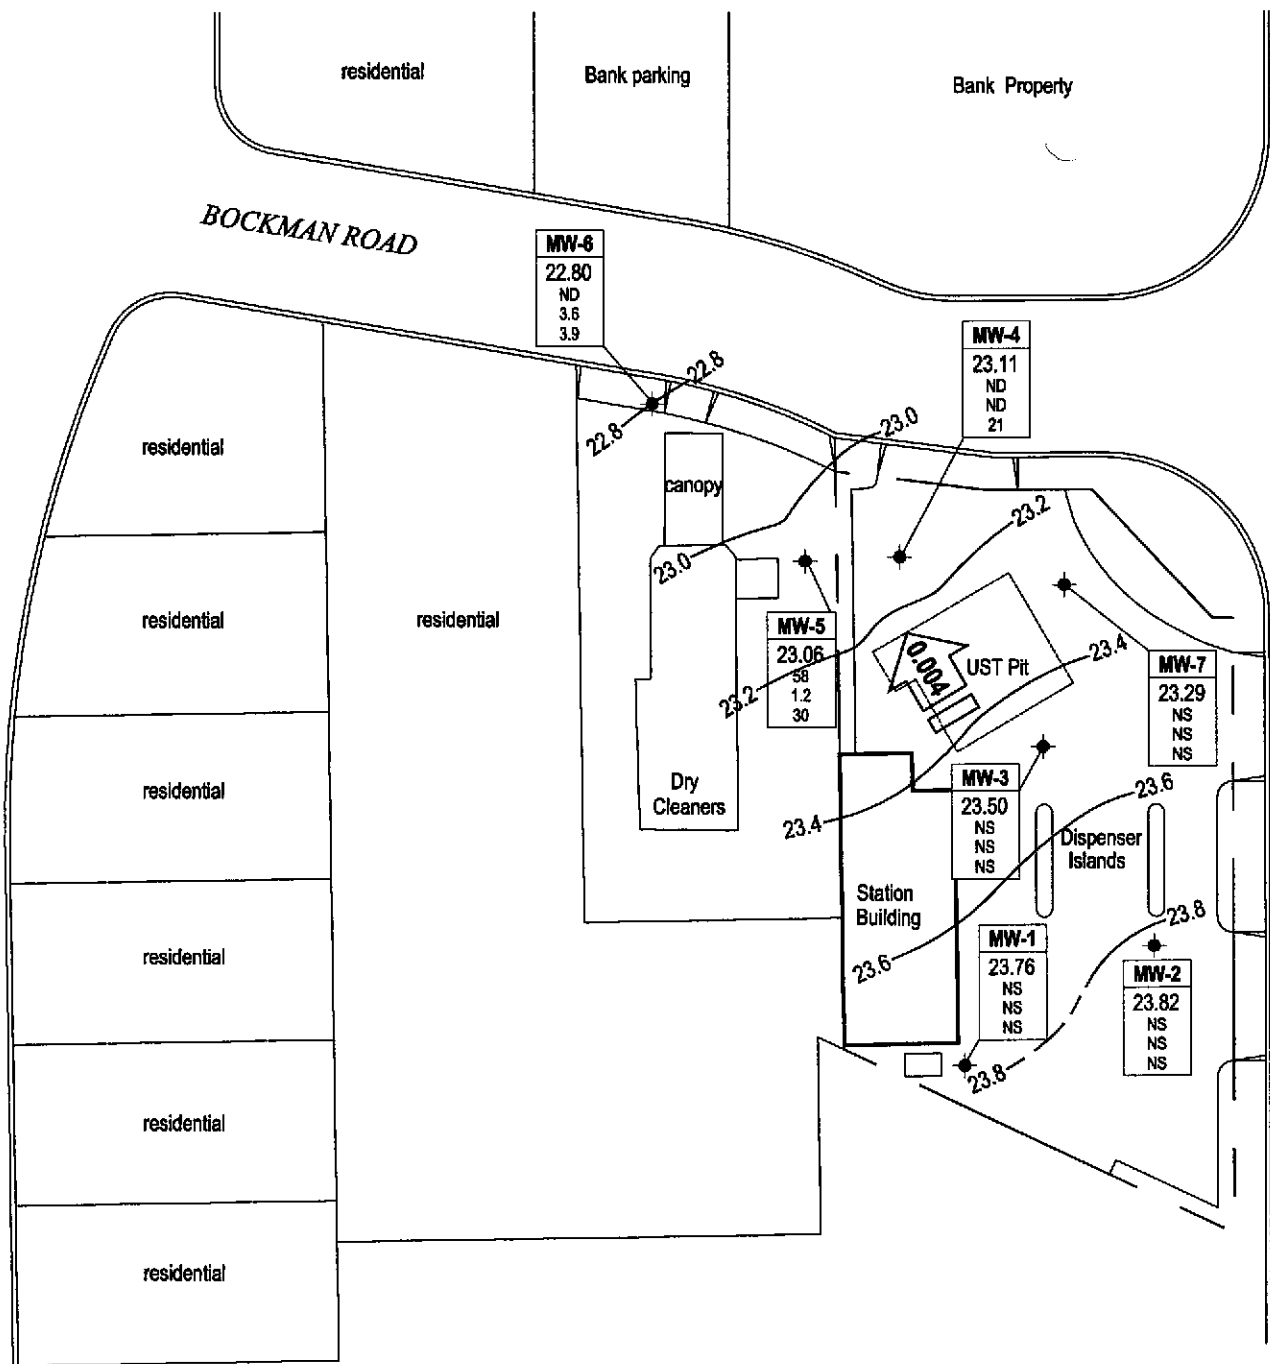 residential
Bank parking
Bank Property
BOCKMAN ROAD
MW-6
22.80
ND
3.6
3.9
MW-4
23.11
ND
ND
21
22.8
22.8
23.0
23.0
canopy
residential
residential
residential
23.2
23.2
MW-5
23.06
58
1.2
30
0.004
UST Pit
23.4
23.4
MW-7
23.29
NS
NS
NS
MW-3
23.50
NS
NS
NS
23.6
23.6
Dry
Cleaners
residential
Dispenser
Islands
Station
Building
23.8
23.8
MW-1
23.76
NS
NS
NS
MW-2
23.82
NS
NS
NS
residential
residential
residential